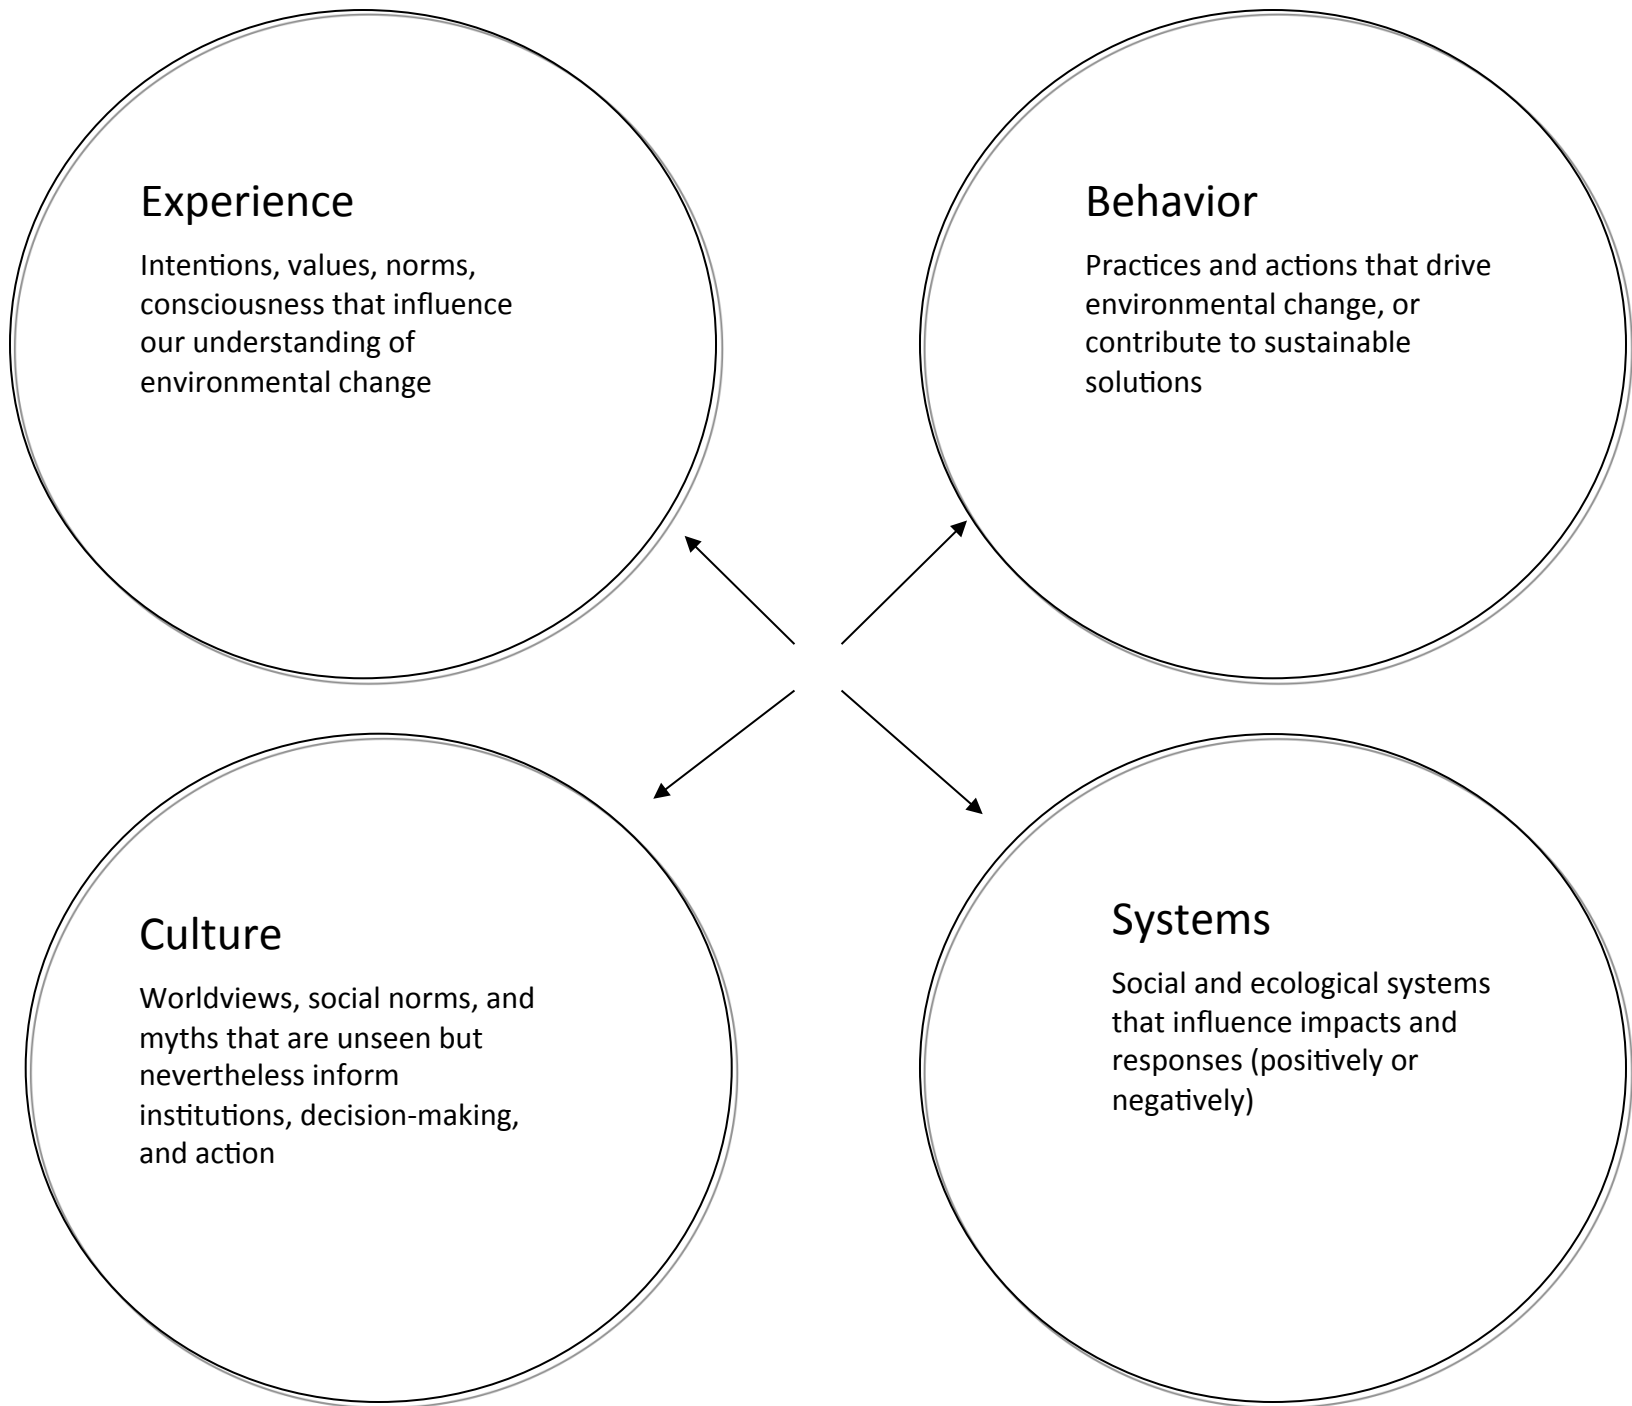 Experience
Intentions, values, norms,
consciousness that influence
our understanding of
environmental change
Behavior
Practices and actions that drive
environmental change, or
contribute to sustainable
solutions
Culture
Worldviews, social norms, and
myths that are unseen but
nevertheless inform
institutions, decision-making,
and action
Systems
Social and ecological systems
that influence impacts and
responses (positively or
negatively)